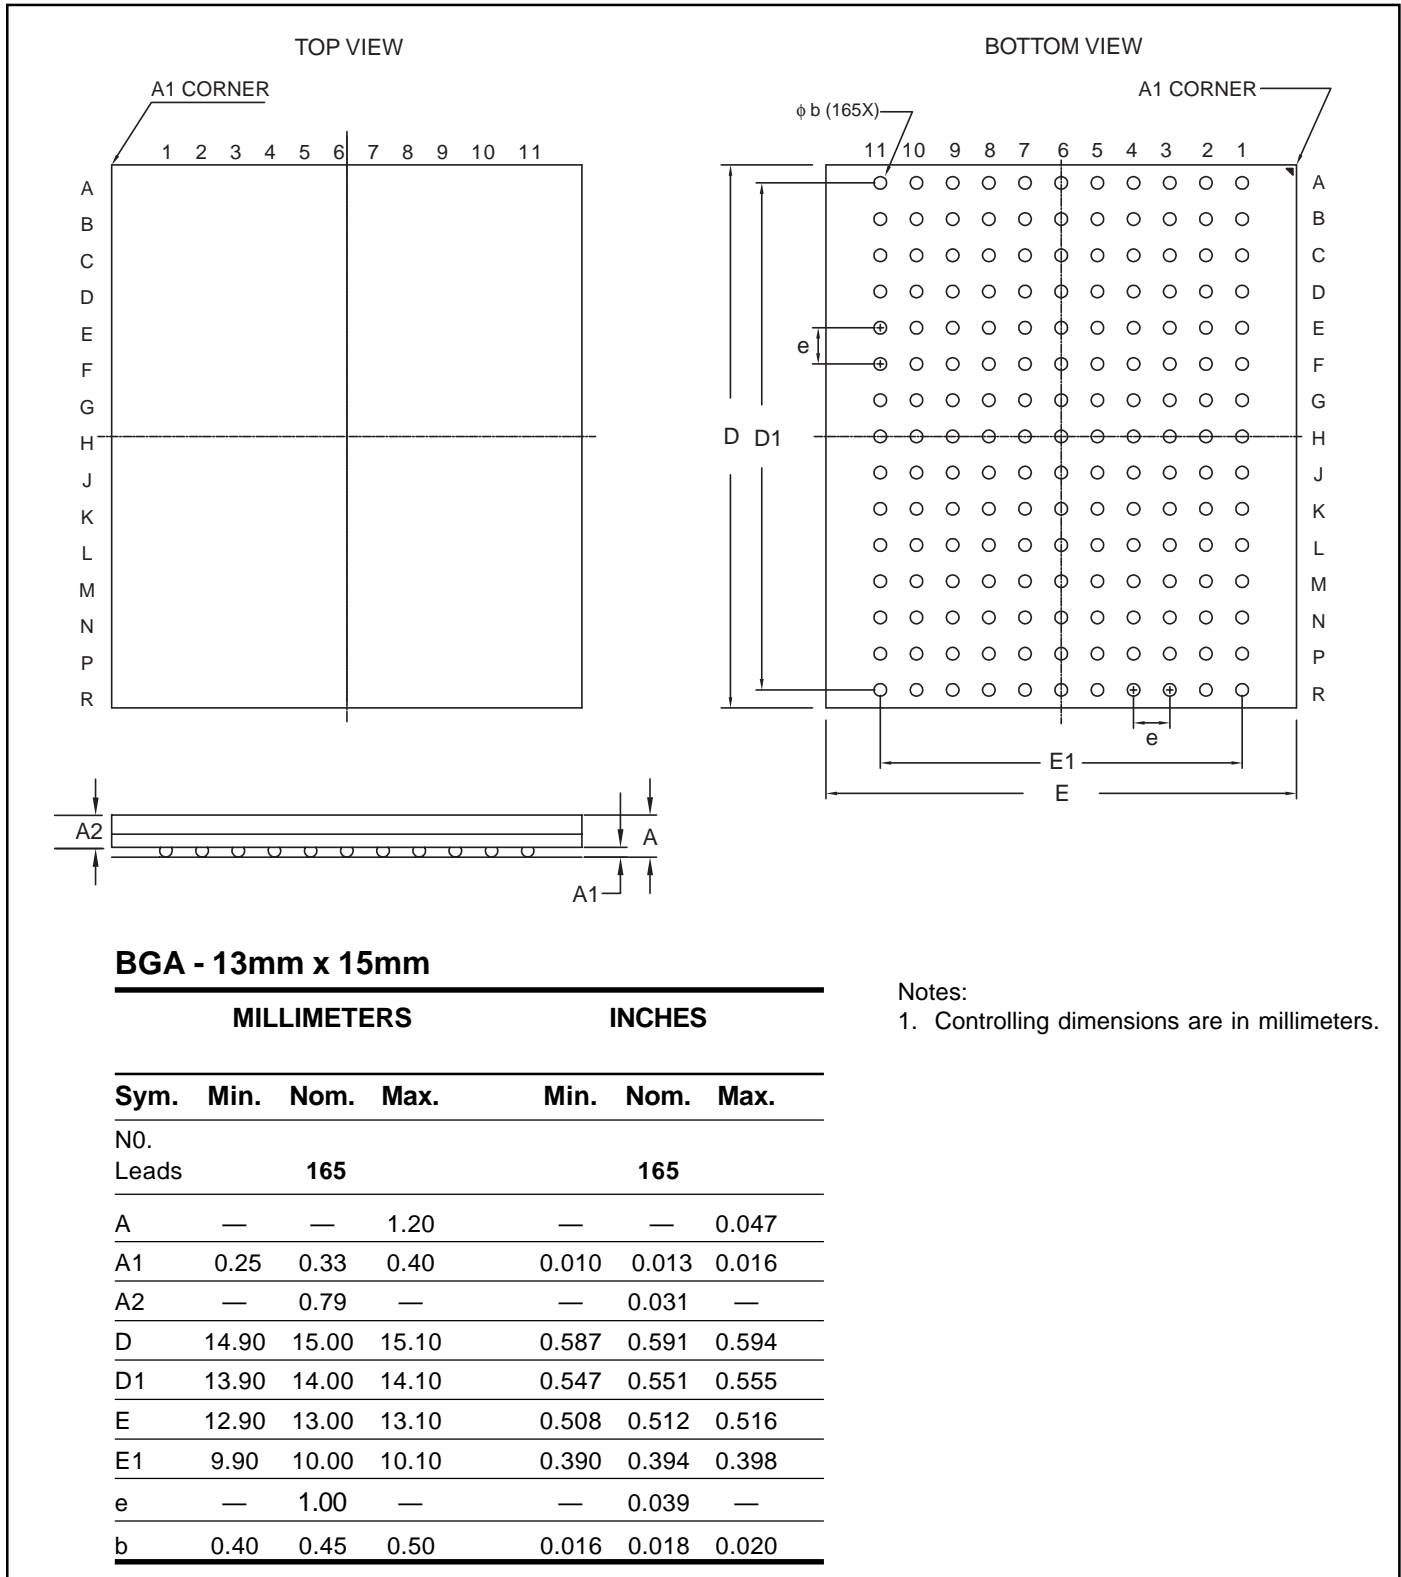 TOP VIEW
BOTTOM VIEW
A1 CORNER
A1 CORNER
ϕ b (165X)
1 2 3 4 5 6 7 8 9 10 11
11 10 9 8 7 6 5 4 3 2 1
A
B
C
D
E
F
G
H
J
K
L
M
N
P
R
A
B
C
D
E
F
G
H
J
K
L
M
N
P
R
e
D D1
e
E1
E
A2
A
A1
BGA - 13mm x 15mm
MILLIMETERS INCHES
Sym. Min. Nom. Max. Min. Nom. Max.
N0.
Leads 165 165
A — — 1.20 — — 0.047
A1 0.25 0.33 0.40 0.010 0.013 0.016
A2 — 0.79 — — 0.031 —
D 14.90 15.00 15.10 0.587 0.591 0.594
D1 13.90 14.00 14.10 0.547 0.551 0.555
E 12.90 13.00 13.10 0.508 0.512 0.516
E1 9.90 10.00 10.10 0.390 0.394 0.398
e — 1.00 — — 0.039 —
b 0.40 0.45 0.50 0.016 0.018 0.020
Notes:
1. Controlling dimensions are in millimeters.